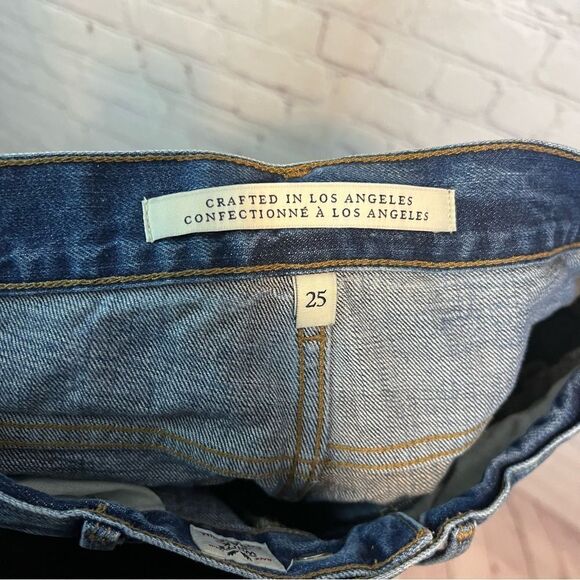 CRAFTED IN LOS ANGELES
CONFECTIONNÉ À LOS ANGELES
25